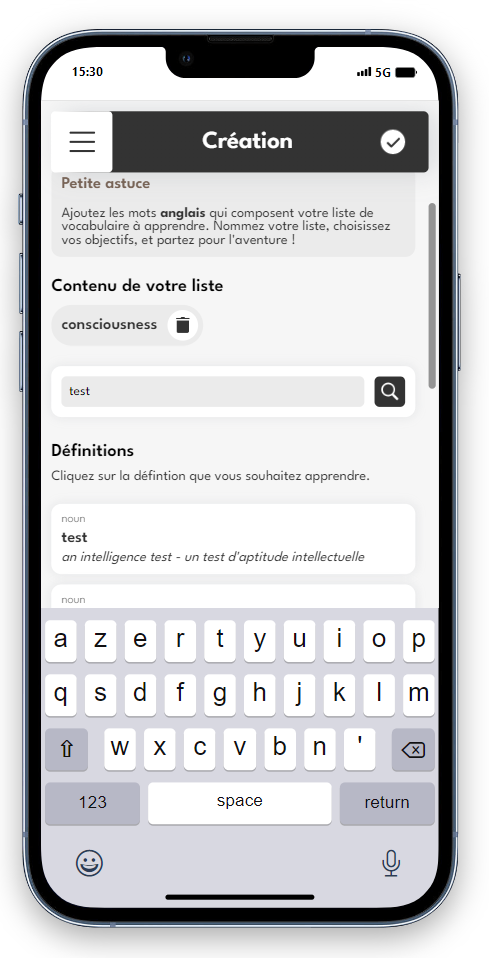 15:30
5G
Création
Petite astuce
Ajoutez les mots anglais qui composent votre liste de
vocabulaire à apprendre. Nommez votre liste, choisissez
vos objectifs, et partez pour l'aventure !
Contenu de votre liste
consciousness
test
Définitions
Cliquez sur la défintion que vous souhaitez apprendre.
noun
test
an intelligence test - un test d'aptitude intellectuelle
noun
a z e r t y u i o p
q s d f g h j k l m
w x c v b n '
123 space return